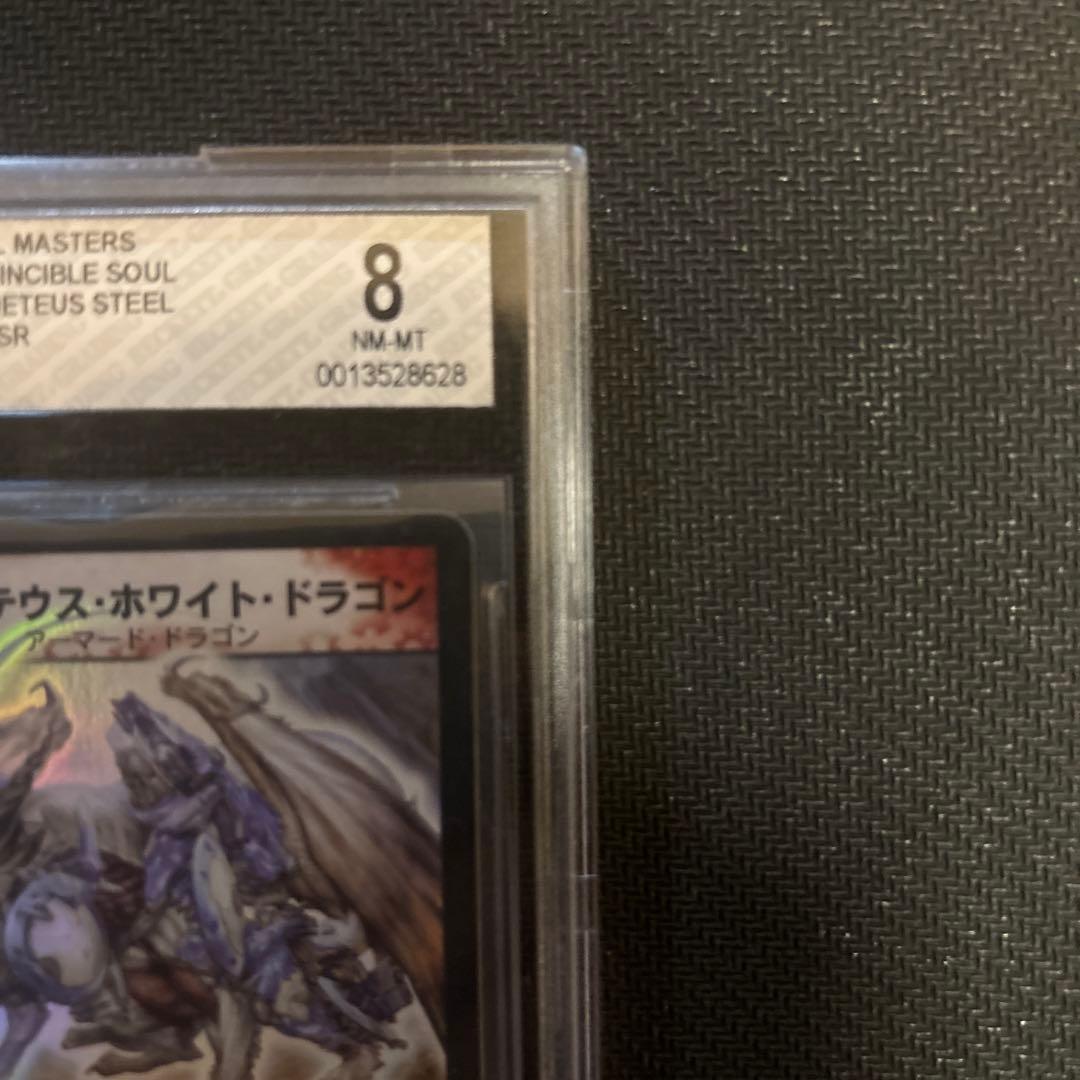 L MASTERS
INCIBLE SOUL
ETEUS STEEL
SR
8
NM-MT
0013528628
テウス・ホワイト・ドラゴン
アーマード・ドラゴン